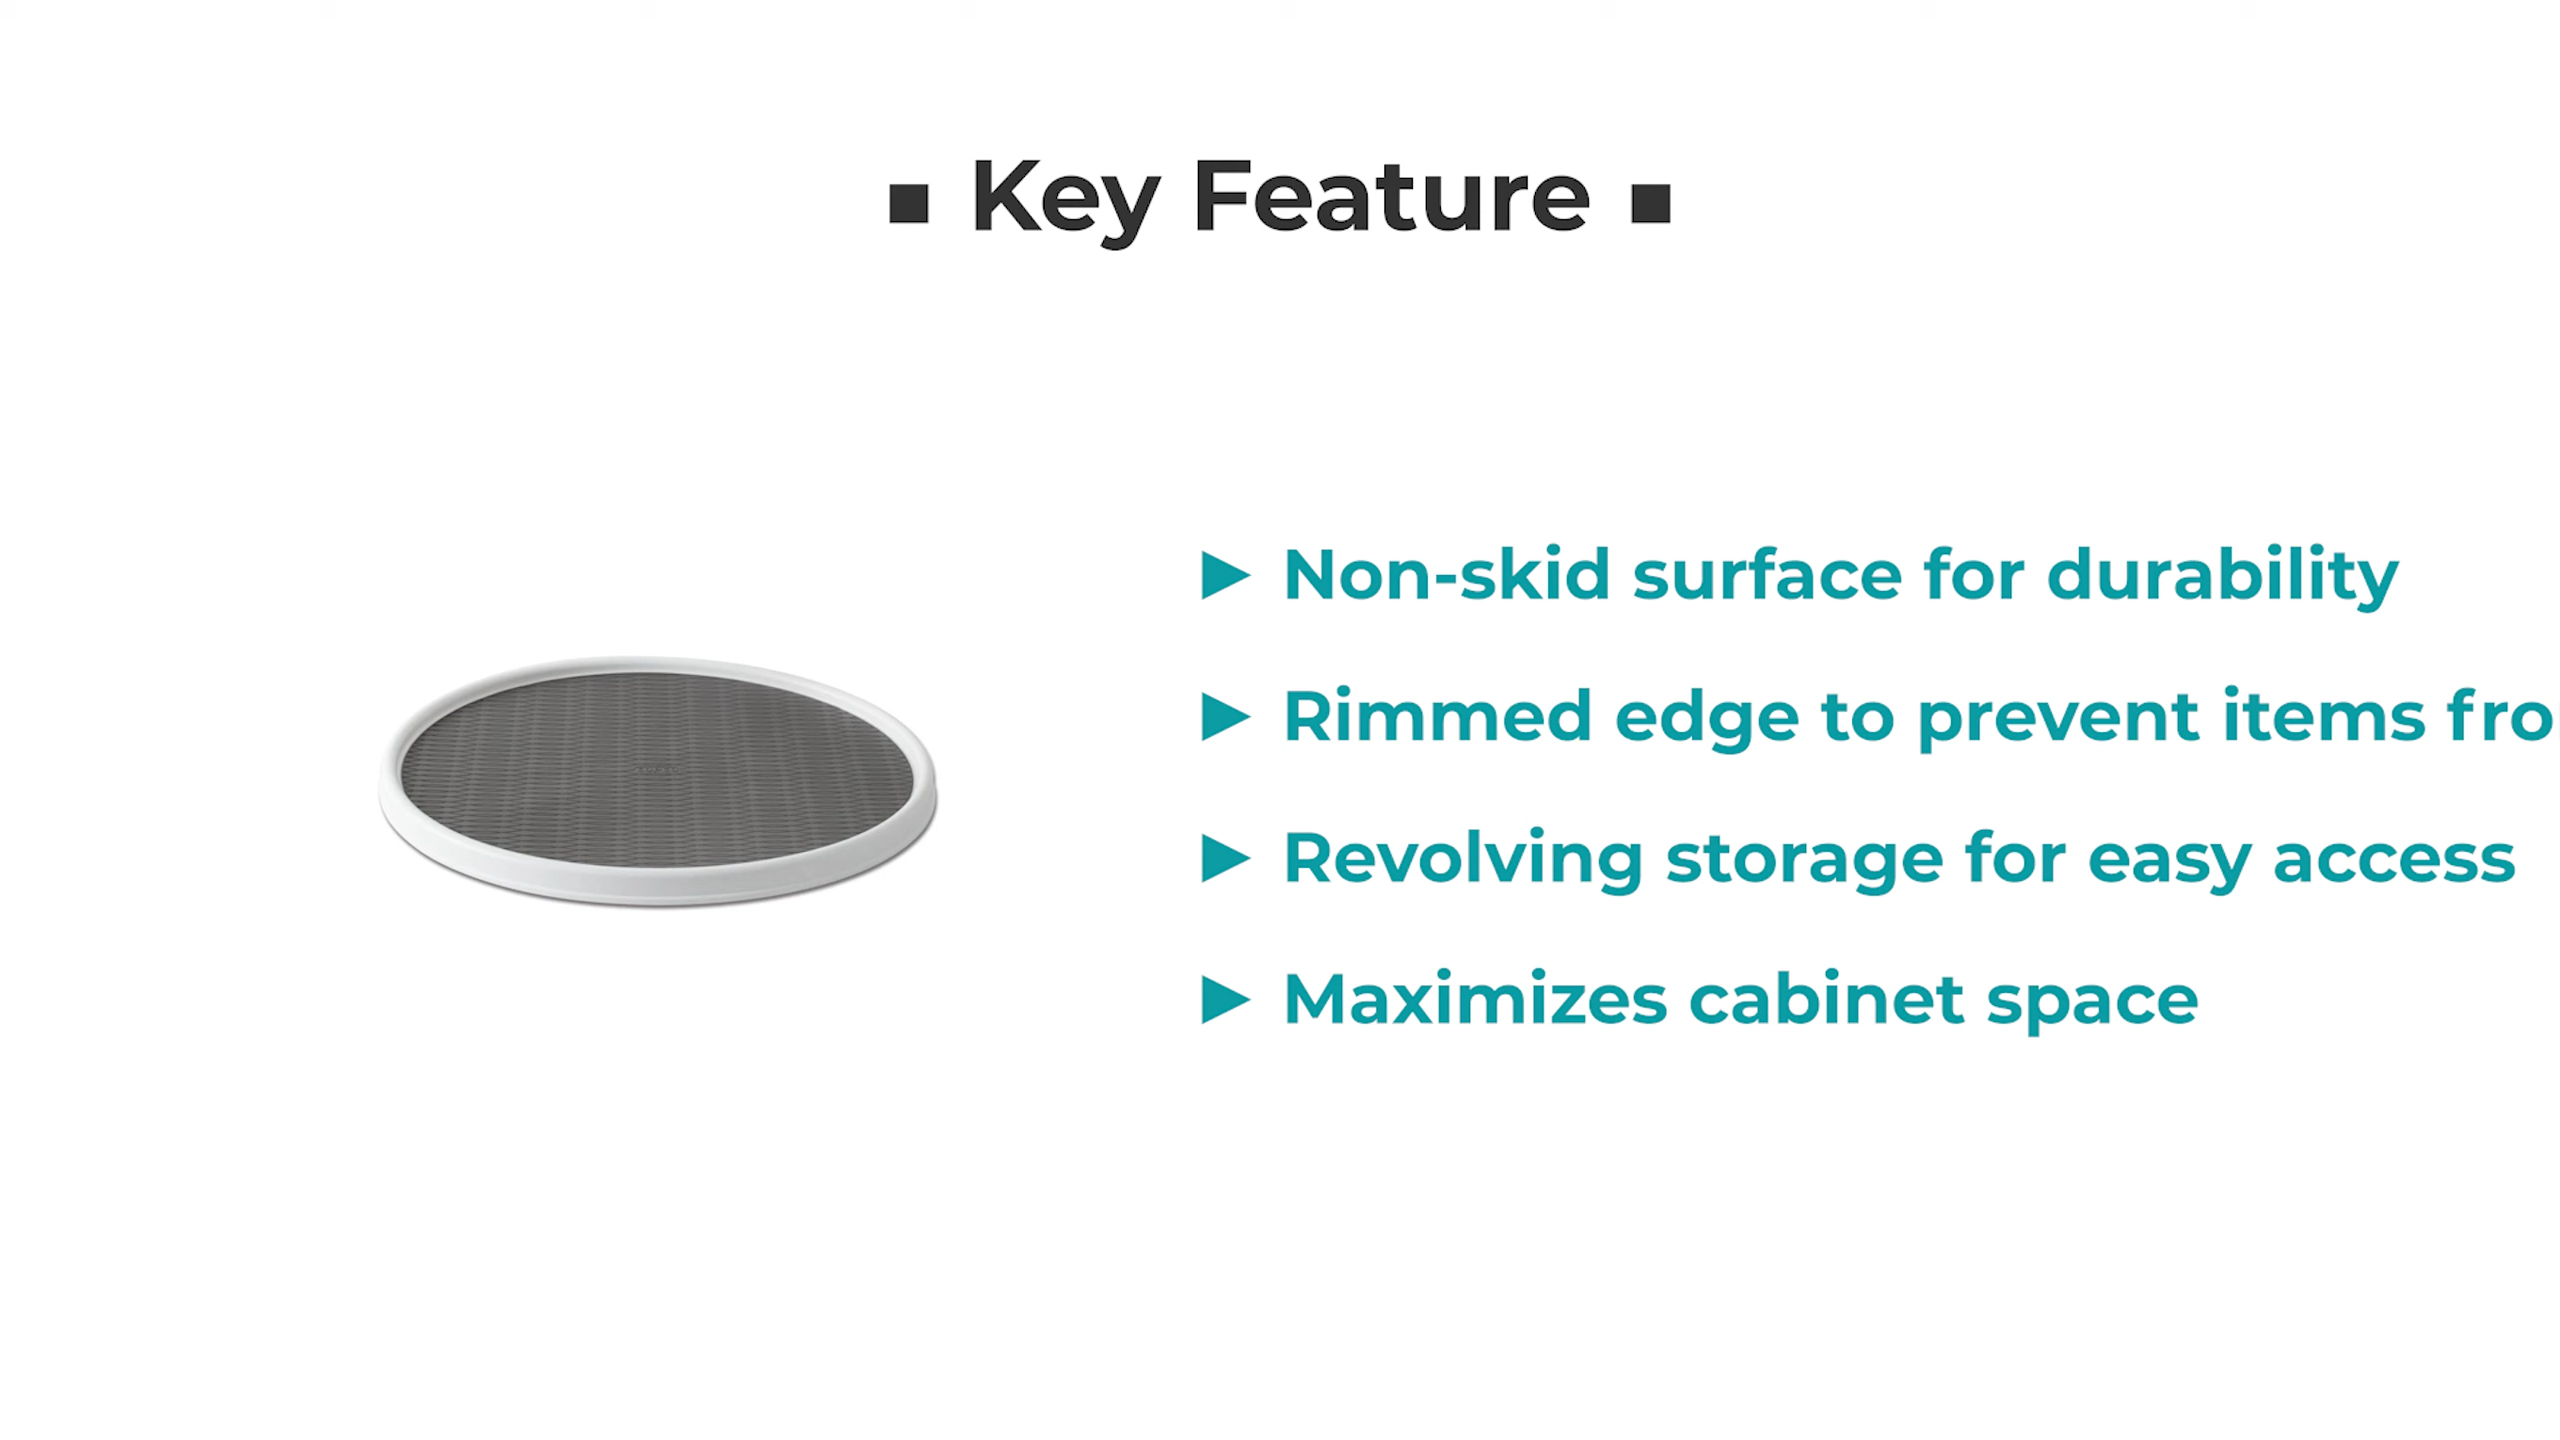 ▪ Key Feature ▪
► Non-skid surface for durability
► Rimmed edge to prevent items fro
► Revolving storage for easy access
► Maximizes cabinet space